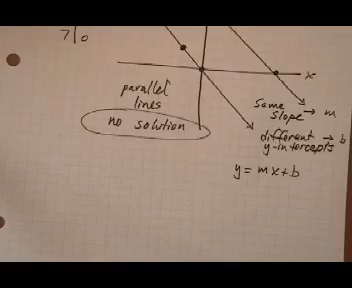 7 | 0
x
parallel
lines
no solution
same
slope → m
different → b
y-intercepts
y = mx + b